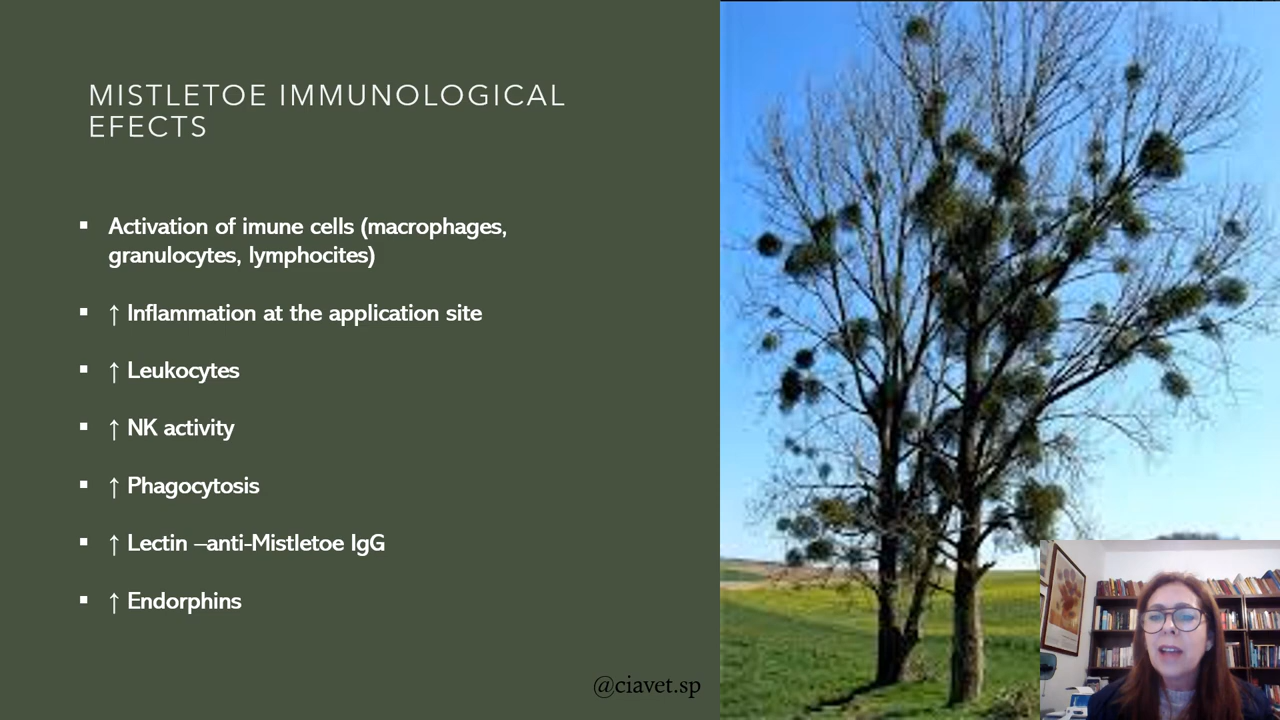 MISTLETOE IMMUNOLOGICAL
EFECTS
▪ Activation of imune cells (macrophages,
granulocytes, lymphocites)
▪ ↑ Inflammation at the application site
▪ ↑ Leukocytes
▪ ↑ NK activity
▪ ↑ Phagocytosis
▪ ↑ Lectin –anti-Mistletoe IgG
▪ ↑ Endorphins
@ciavet.sp